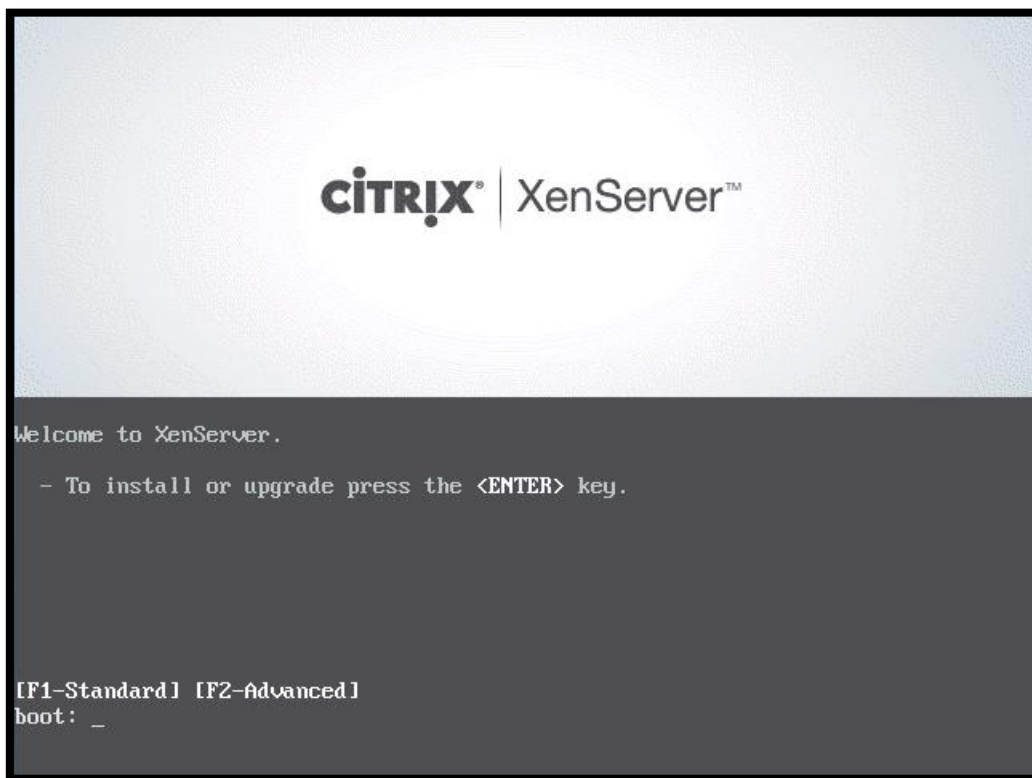 CITRIX® XenServer™
Welcome to XenServer.
- To install or upgrade press the <ENTER> key.
[F1-Standard] [F2-Advanced]
boot: _